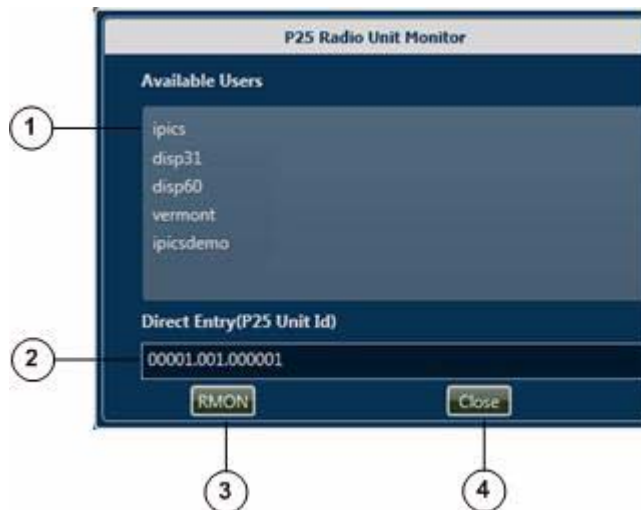 P25 Radio Unit Monitor
Available Users
1
ipics
disp31
disp60
vermont
ipicsdemo
Direct Entry(P25 Unit Id)
2
00001.001.000001
RMON
Close
3
4